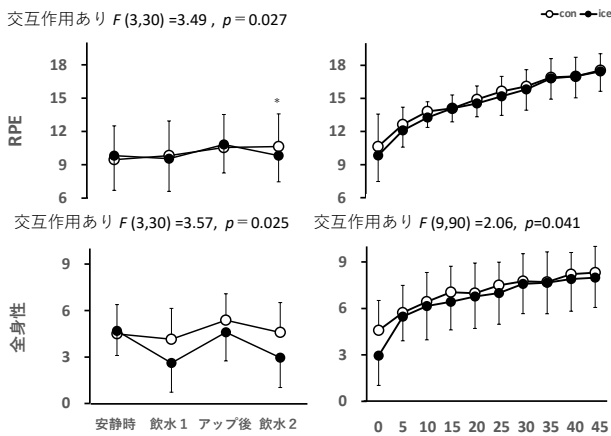 交互作用あり F (3,30) =3.49 , p＝0.027
con ice
18
15
12
9
6
RPE
*
18
15
12
9
6
交互作用あり F (3,30) =3.57, p＝0.025
交互作用あり F (9,90) =2.06, p=0.041
9
6
3
0
全身性
安静時 飲水１ アップ後 飲水２
9
6
3
0
0 5 10 15 20 25 30 35 40 45